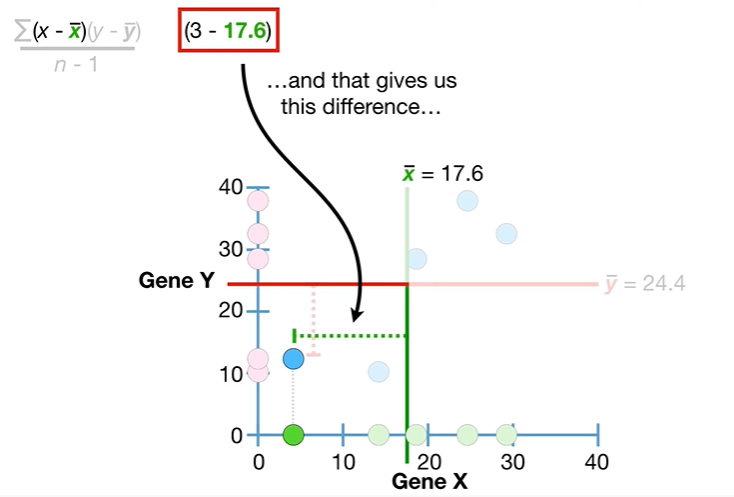 ∑(x - x̅)(y - y̅)
n - 1
(3 - 17.6)
…and that gives us
this difference…
x̅ = 17.6
40
30
Gene Y
y̅ = 24.4
20
10
0
0 10 20 30 40
Gene X